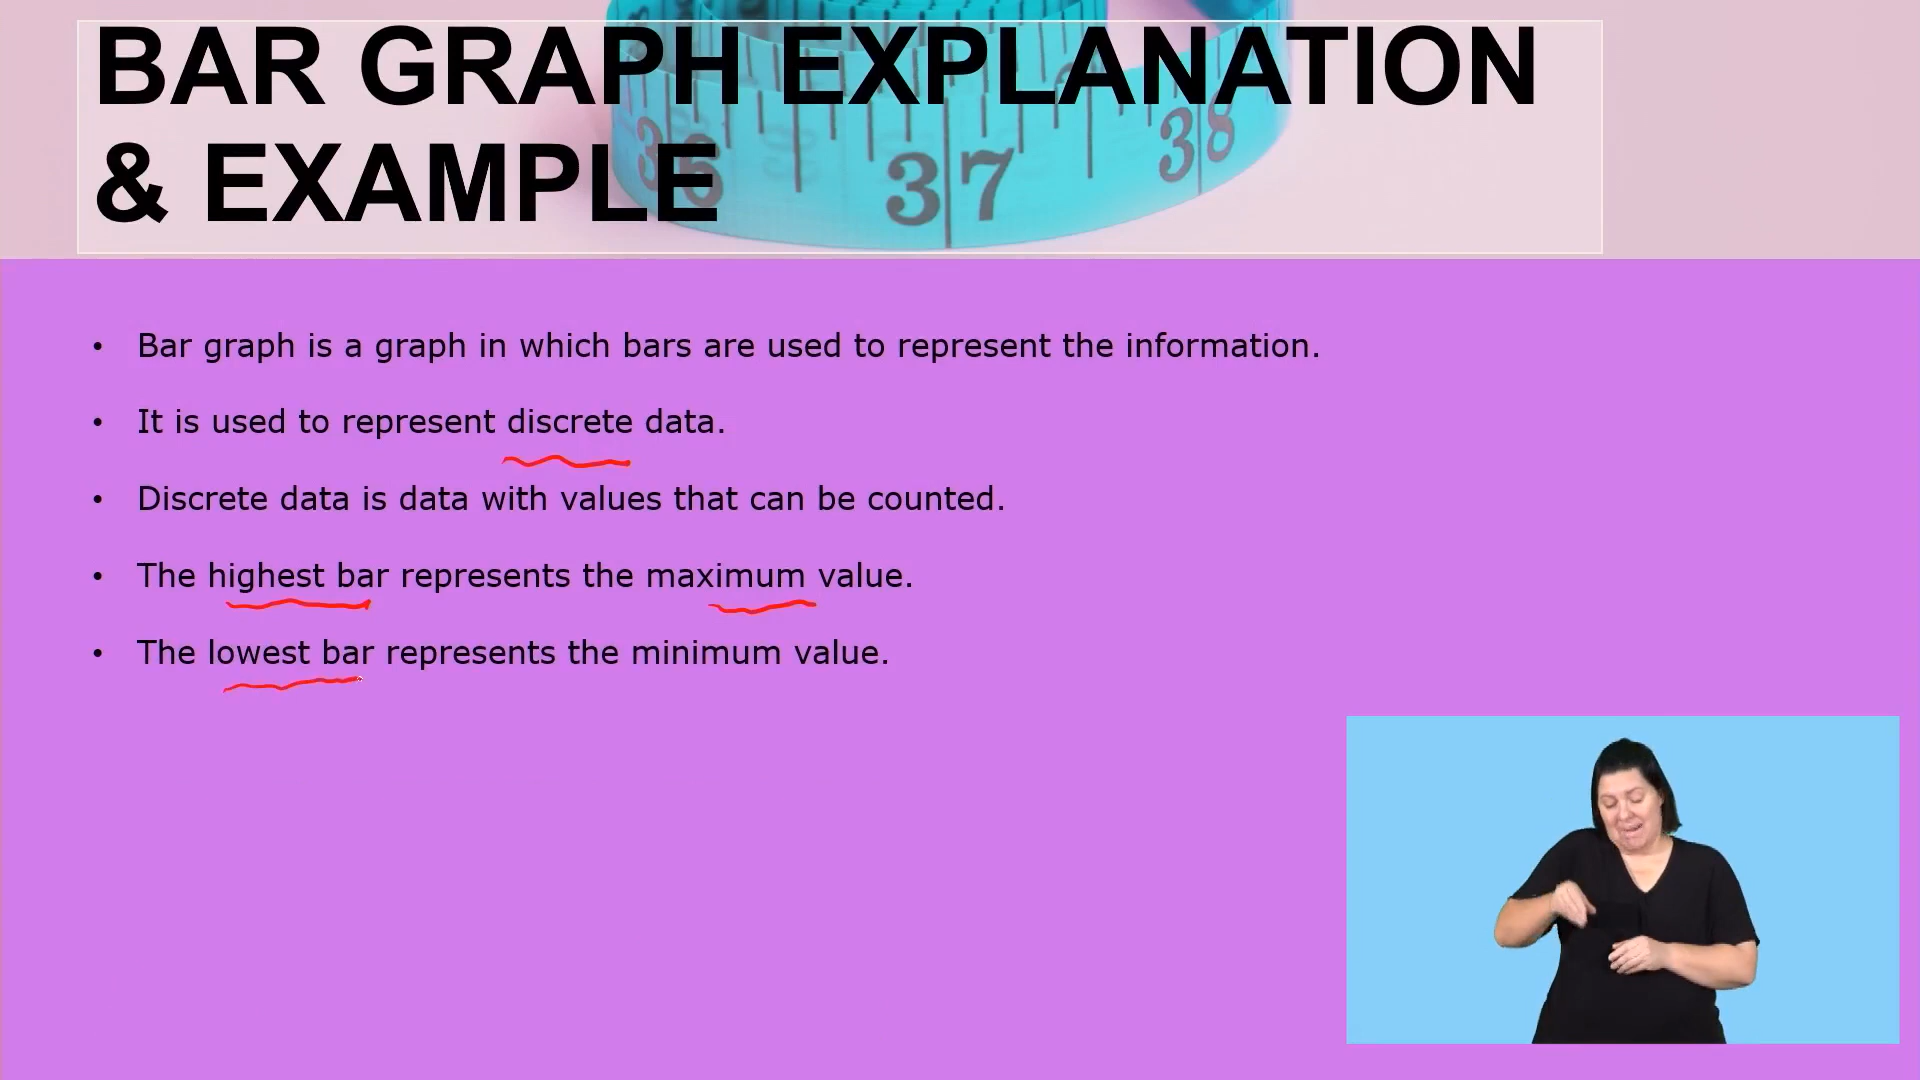 BAR GRAPH EXPLANATION
& EXAMPLE
36
37
38
• Bar graph is a graph in which bars are used to represent the information.
• It is used to represent discrete data.
• Discrete data is data with values that can be counted.
• The highest bar represents the maximum value.
• The lowest bar represents the minimum value.